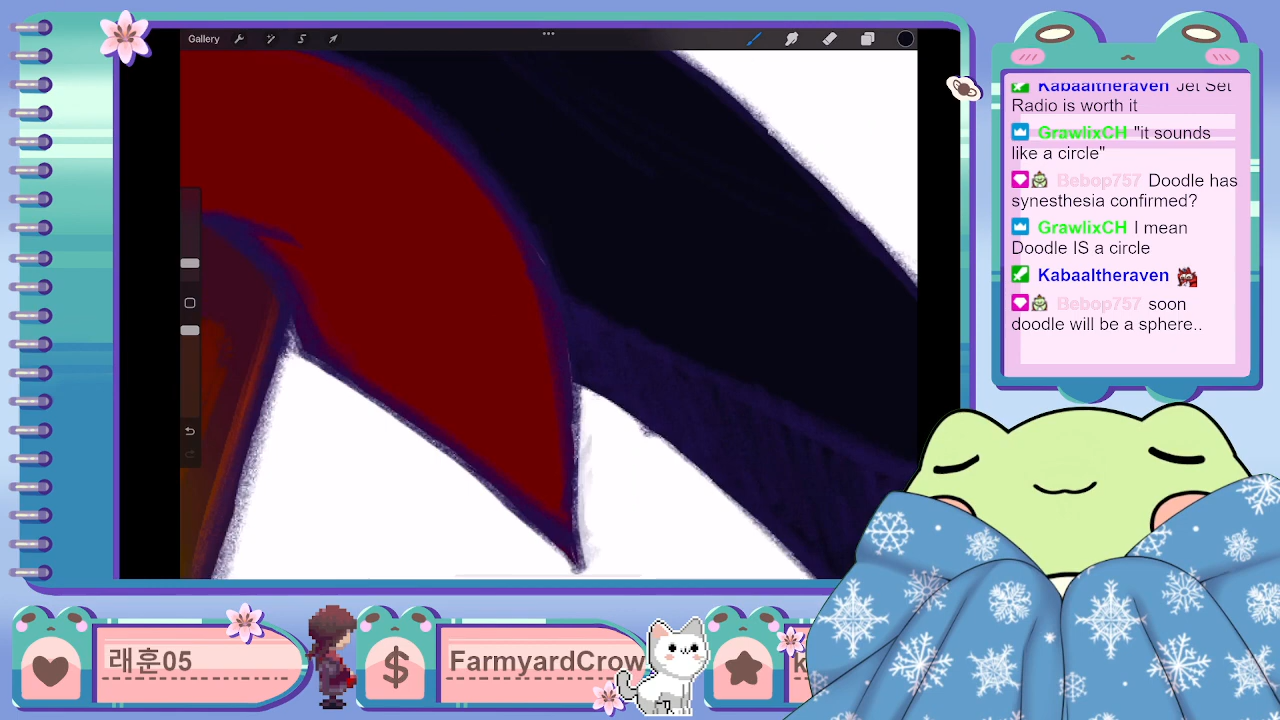 Gallery
Kabaaltheraven Jet Set
Radio is worth it
GrawlixCH "it sounds
like a circle"
Bebop757 Doodle has
synesthesia confirmed?
GrawlixCH I mean
Doodle IS a circle
Kabaaltheraven
Bebop757 soon
doodle will be a sphere..
래훈05
$
FarmyardCrow
k